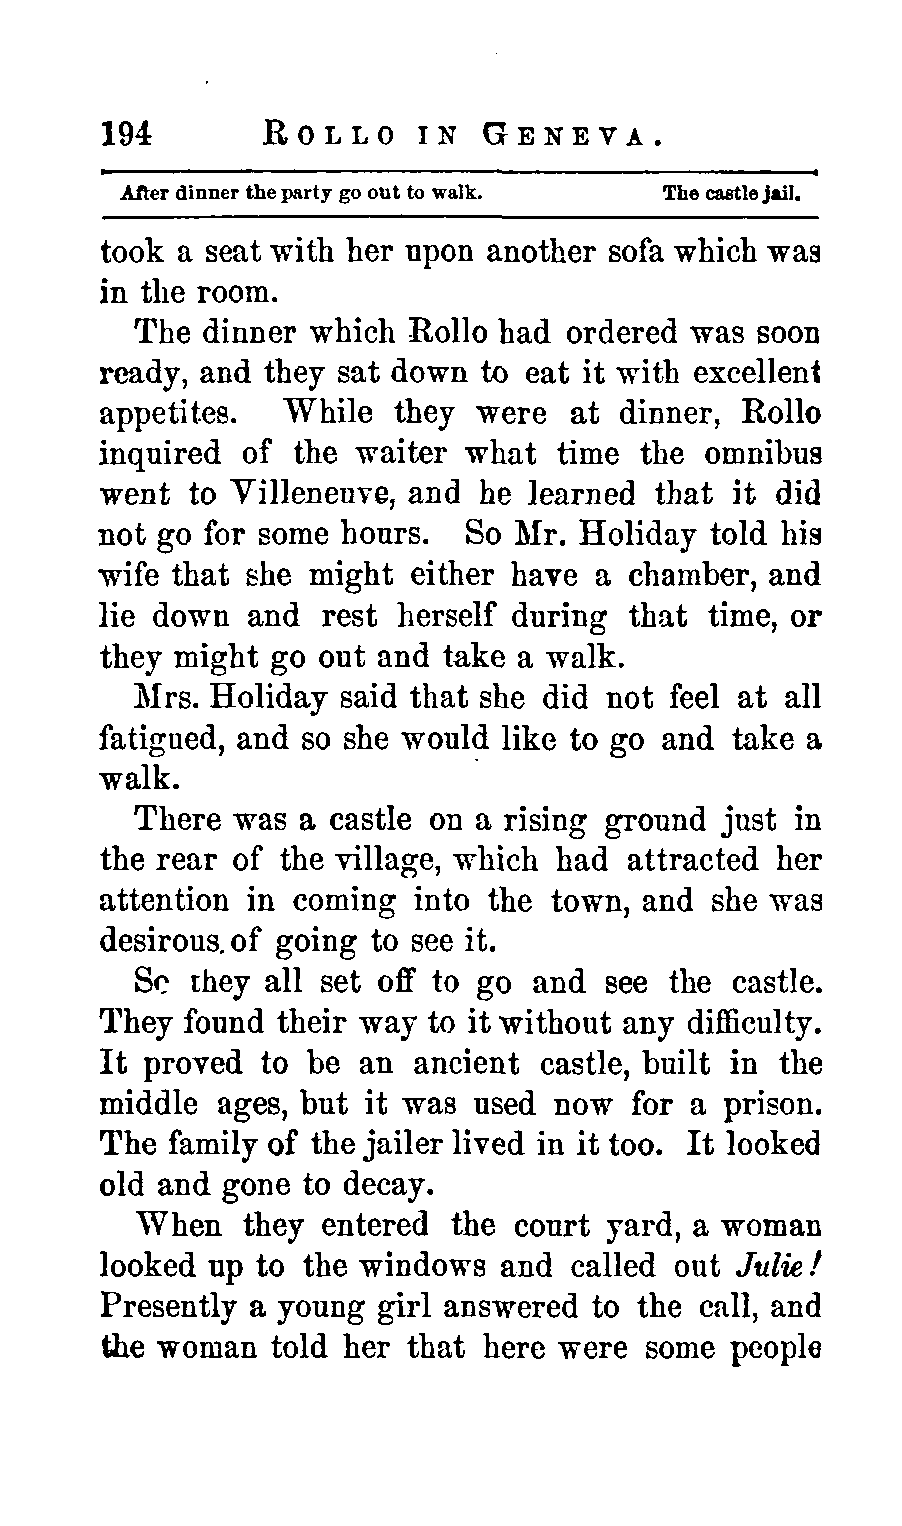 194 ROLLO IN GENEVA.
After dinner the party go out to walk. The castle jail.
took a seat with her upon another sofa which was
in the room.
The dinner which Rollo had ordered was soon
ready, and they sat down to eat it with excellent
appetites. While they were at dinner, Rollo
inquired of the waiter what time the omnibus
went to Villeneuve, and he learned that it did
not go for some hours. So Mr. Holiday told his
wife that she might either have a chamber, and
lie down and rest herself during that time, or
they might go out and take a walk.
Mrs. Holiday said that she did not feel at all
fatigued, and so she would like to go and take a
walk.
There was a castle on a rising ground just in
the rear of the village, which had attracted her
attention in coming into the town, and she was
desirous of going to see it.
So they all set off to go and see the castle.
They found their way to it without any difficulty.
It proved to be an ancient castle, built in the
middle ages, but it was used now for a prison.
The family of the jailer lived in it too. It looked
old and gone to decay.
When they entered the court yard, a woman
looked up to the windows and called out Julie!
Presently a young girl answered to the call, and
the woman told her that here were some people